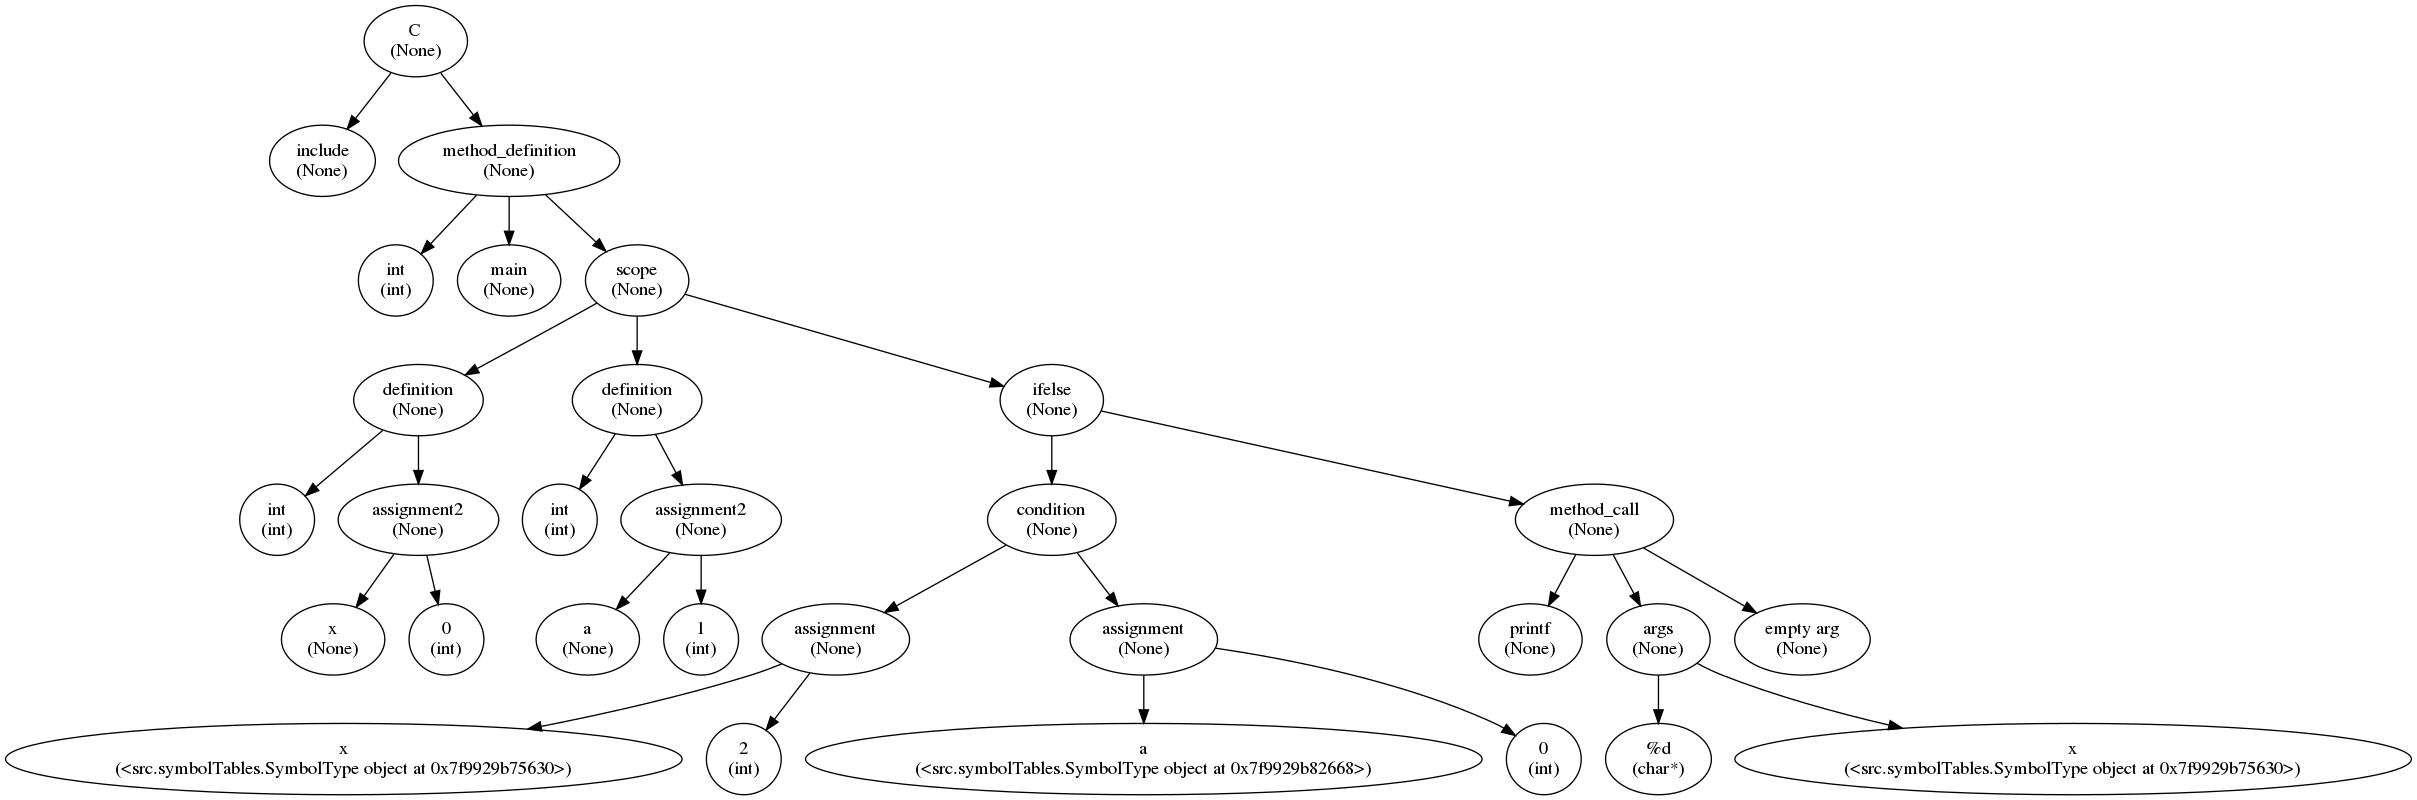 C
(None)
include
(None)
method_definition
(None)
int
(int)
main
(None)
scope
(None)
definition
(None)
definition
(None)
ifelse
(None)
int
(int)
assignment2
(None)
int
(int)
assignment2
(None)
condition
(None)
method_call
(None)
x
(None)
0
(int)
a
(None)
1
(int)
assignment
(None)
assignment
(None)
printf
(None)
args
(None)
empty arg
(None)
x
(<src.symbolTables.SymbolType object at 0x7f9929b75630>)
2
(int)
a
(<src.symbolTables.SymbolType object at 0x7f9929b82668>)
0
(int)
%d
(char*)
x
(<src.symbolTables.SymbolType object at 0x7f9929b75630>)